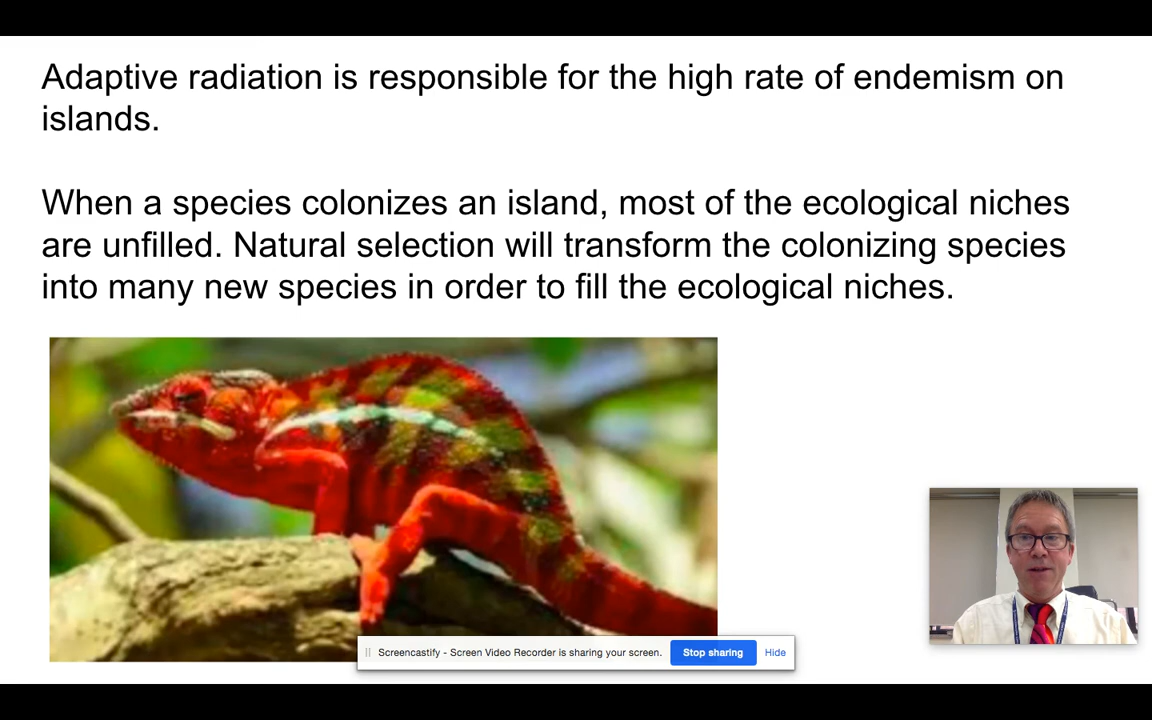 Adaptive radiation is responsible for the high rate of endemism on
islands.
When a species colonizes an island, most of the ecological niches
are unfilled. Natural selection will transform the colonizing species
into many new species in order to fill the ecological niches.
Screencastify - Screen Video Recorder is sharing your screen. Stop sharing Hide